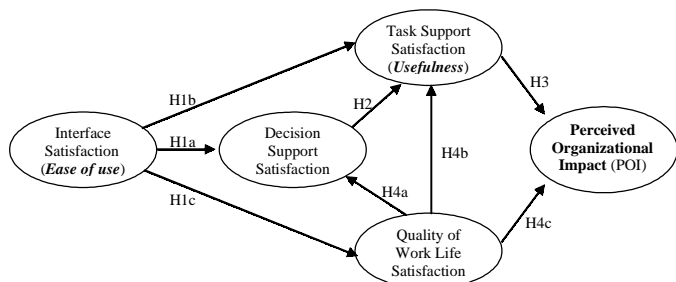 Task Support
Satisfaction
(Usefulness)
H1b
H2
H3
Interface
Satisfaction
(Ease of use)
H1a
Decision
Support
Satisfaction
H4b
Perceived
Organizational
Impact (POI)
H1c
H4a
H4c
Quality of
Work Life
Satisfaction